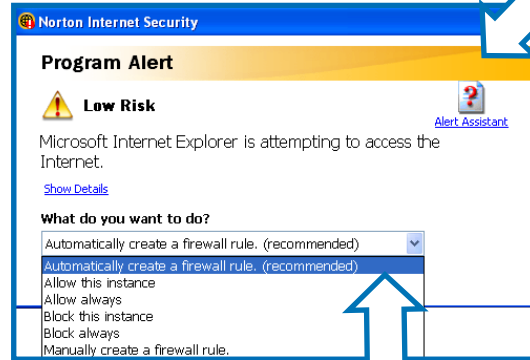 Norton Internet Security
Program Alert
Low Risk
Alert Assistant
Microsoft Internet Explorer is attempting to access the
Internet.
Show Details
What do you want to do?
Automatically create a firewall rule. (recommended)
Automatically create a firewall rule. (recommended)
Allow this instance
Allow always
Block this instance
Block always
Manually create a firewall rule.